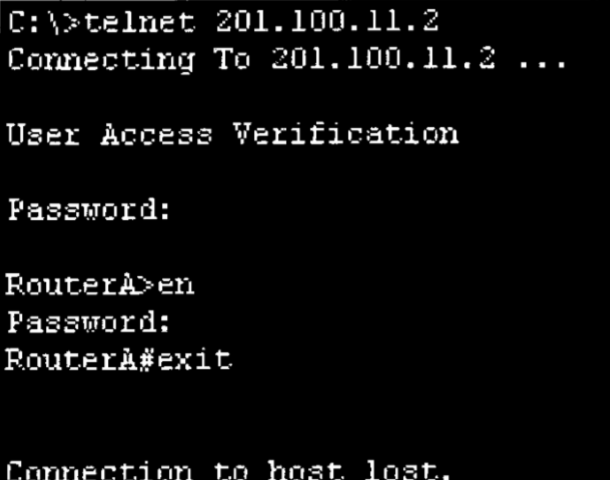 C:\>telnet 201.100.11.2
Connecting To 201.100.11.2 ...
User Access Verification
Password:
RouterA>en
Password:
RouterA#exit
Connection to host lost.